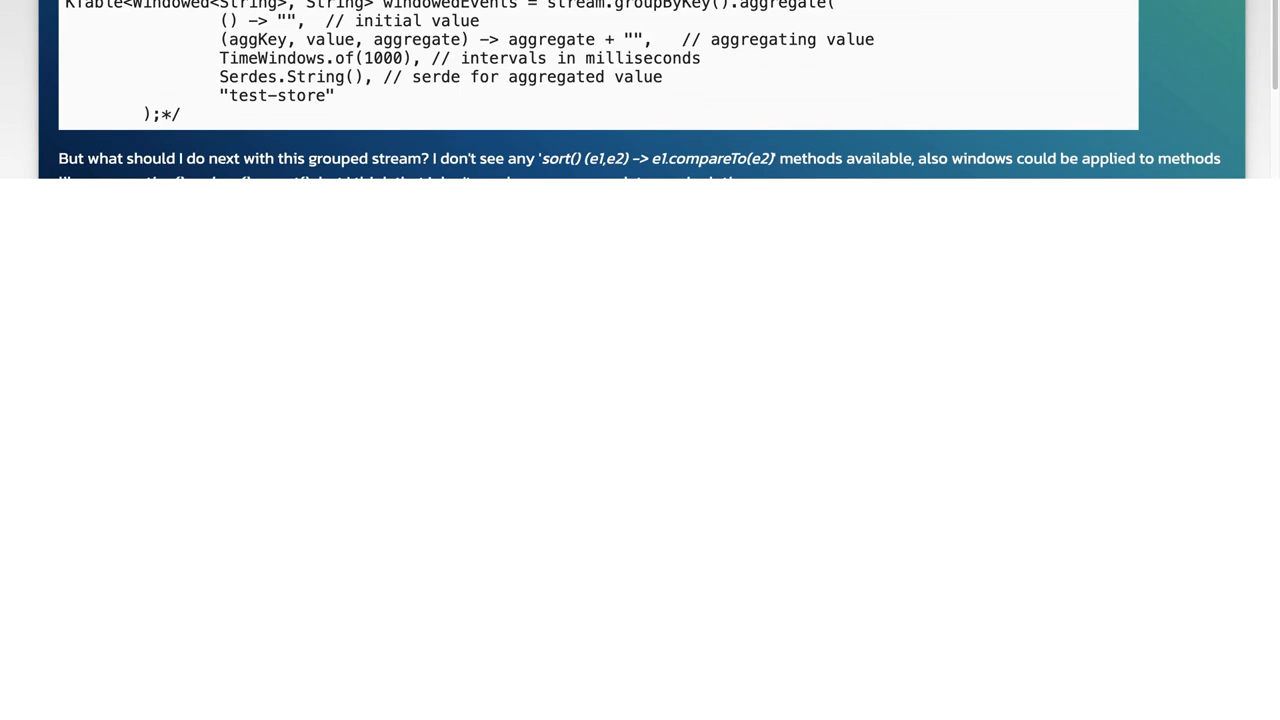 KTable<Windowed<String>, String> windowedEvents = stream.groupByKey().aggregate(
() -> "",  // initial value
(aggKey, value, aggregate) -> aggregate + "",   // aggregating value
TimeWindows.of(1000), // intervals in milliseconds
Serdes.String(), // serde for aggregated value
"test-store"
);*/
But what should I do next with this grouped stream? I don't see any 'sort() (e1,e2) -> e1.compareTo(e2)' methods available, also windows could be applied to methods